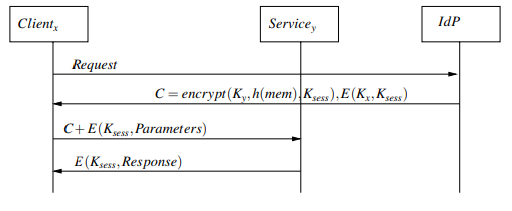 Client_x Service_y IdP
Request
C = encrypt(K_y, h(mem), K_sess), E(K_x, K_sess)
C + E(K_sess, Parameters)
E(K_sess, Response)